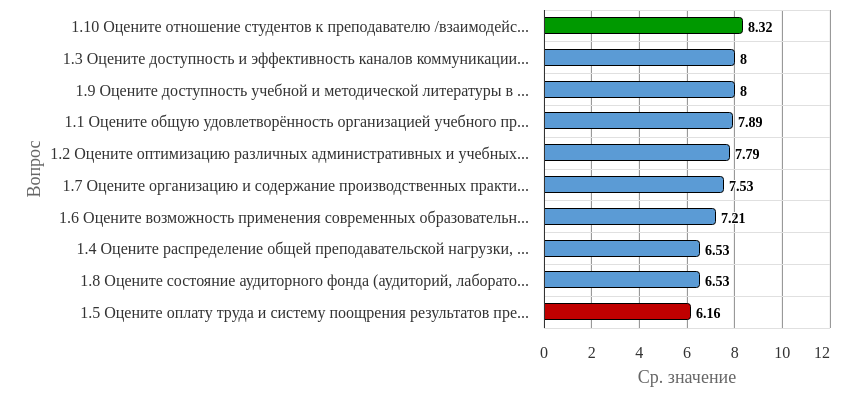 1.10 Оцените отношение студентов к преподавателю /взаимодейс... 8.32
1.3 Оцените доступность и эффективность каналов коммуникации... 8
1.9 Оцените доступность учебной и методической литературы в ... 8
1.1 Оцените общую удовлетворённость организацией учебного пр... 7.89
1.2 Оцените оптимизацию различных административных и учебных... 7.79
1.7 Оцените организацию и содержание производственных практи... 7.53
1.6 Оцените возможность применения современных образовательн... 7.21
1.4 Оцените распределение общей преподавательской нагрузки, ... 6.53
1.8 Оцените состояние аудиторного фонда (аудиторий, лаборато... 6.53
1.5 Оцените оплату труда и систему поощрения результатов пре... 6.16
Вопрос
0 2 4 6 8 10 12
Ср. значение